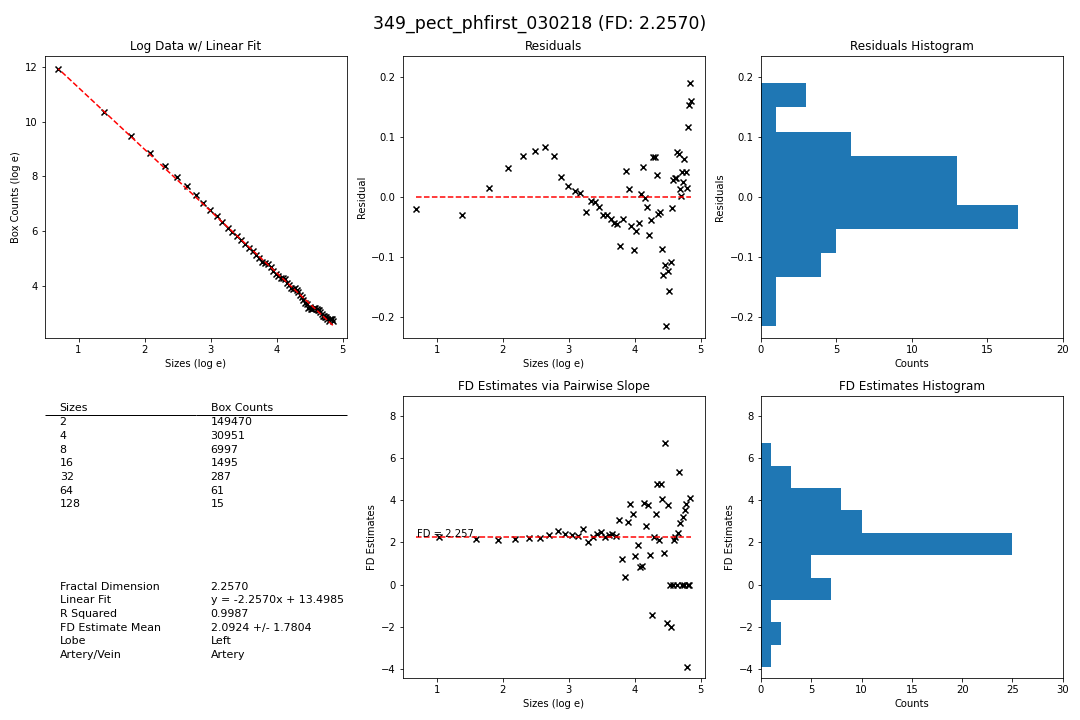 349_pect_phfirst_030218 (FD: 2.2570)
Log Data w/ Linear Fit
Box Counts (log e)
12
10
8
6
4
1 2 3 4 5
Sizes (log e)
Residuals
Residual
0.2
0.1
0.0
−0.1
−0.2
1 2 3 4 5
Sizes (log e)
Residuals Histogram
Residuals
0.2
0.1
0.0
−0.1
−0.2
0 5 10 15 20
Counts
Sizes Box Counts
2 149470
4 30951
8 6997
16 1495
32 287
64 61
128 15
Fractal Dimension 2.2570
Linear Fit y = -2.2570x + 13.4985
R Squared 0.9987
FD Estimate Mean 2.0924 +/- 1.7804
Lobe Left
Artery/Vein Artery
FD Estimates via Pairwise Slope
FD Estimates
8
6
4
FD = 2.257
2
0
−2
−4
1 2 3 4 5
Sizes (log e)
FD Estimates Histogram
FD Estimates
8
6
4
2
0
−2
−4
0 5 10 15 20 25 30
Counts